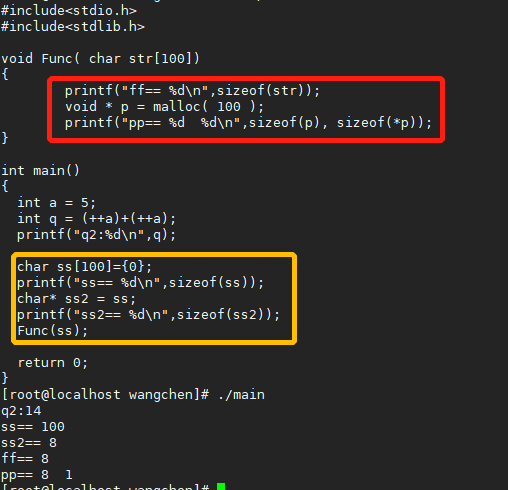 #include<stdio.h>
#include<stdlib.h>
void Func( char str[100])
{
printf("ff== %d\n",sizeof(str));
void * p = malloc( 100 );
printf("pp== %d  %d\n",sizeof(p), sizeof(*p));
}
int main()
{
int a = 5;
int q = (++a)+(++a);
printf("q2:%d\n",q);
char ss[100]={0};
printf("ss== %d\n",sizeof(ss));
char* ss2 = ss;
printf("ss2== %d\n",sizeof(ss2));
Func(ss);
return 0;
}
[root@localhost wangchen]# ./main
q2:14
ss== 100
ss2== 8
ff== 8
pp== 8  1
[root@localhost wangchen]#